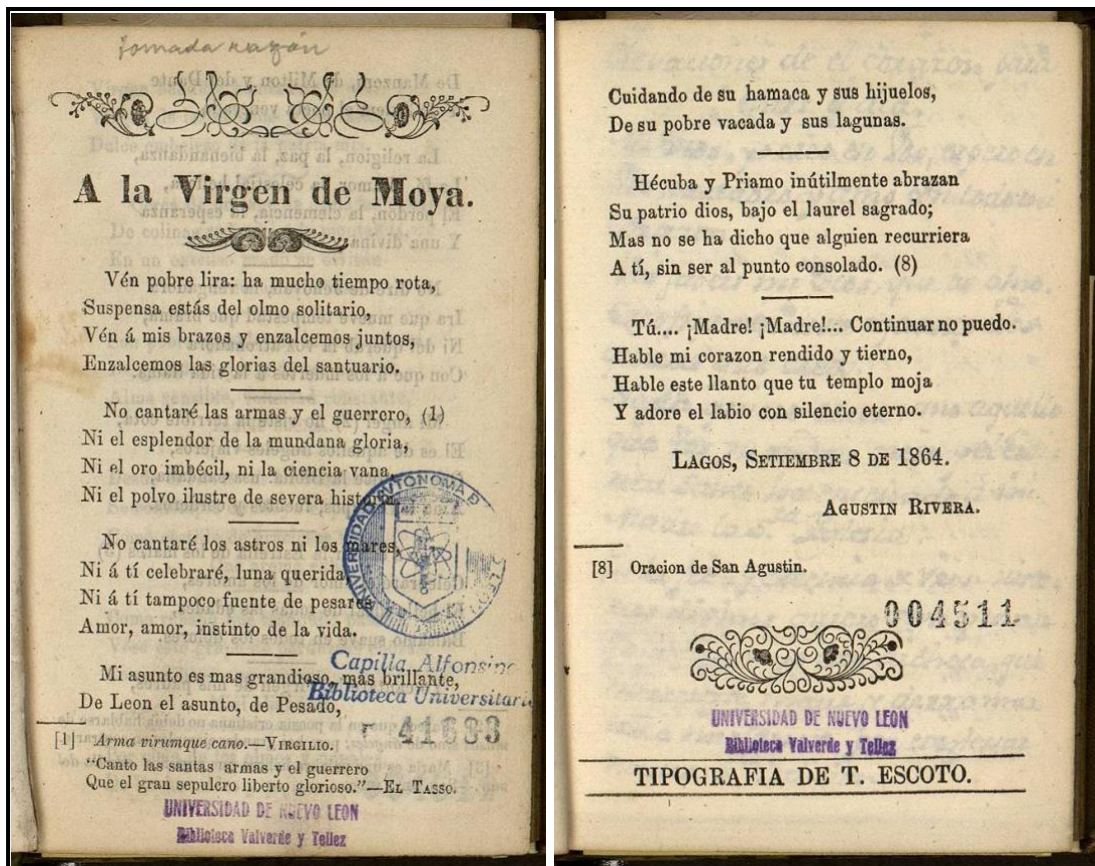 jomada razón
A la Virgen de Moya.
Vén pobre lira: ha mucho tiempo rota,
Suspensa estás del olmo solitario,
Vén á mis brazos y enzalcemos juntos,
Enzalcemos las glorias del santuario.
No cantaré las armas y el guerrero, (1)
Ni el esplendor de la mundana gloria,
Ni el oro imbécil, ni la ciencia vana,
Ni el polvo ilustre de severa historia.
No cantaré los astros ni los mares,
Ni á tí celebraré, luna querida,
Ni á tí tampoco fuente de pesares
Amor, amor, instinto de la vida.
Mi asunto es mas grandioso, más brillante,
De Leon el asunto, de Pesado,
[1] Arma virumque cano.—VIRGILIO.
"Canto las santas armas y el guerrero
Que el gran sepulcro liberto glorioso."—EL TASSO.
UNIVERSIDAD AUTONOMA D
Capilla Alfonsina
Biblioteca Universitaria
41633
UNIVERSIDAD DE NUEVO LEON
Biblioteca Valverde y Tellez
Cuidando de su hamaca y sus hijuelos,
De su pobre vacada y sus lagunas.
Hécuba y Priamo inútilmente abrazan
Su patrio dios, bajo el laurel sagrado;
Mas no se ha dicho que alguien recurriera
A tí, sin ser al punto consolado. (8)
Tú.... ¡Madre! ¡Madre!... Continuar no puedo.
Hable mi corazon rendido y tierno,
Hable este llanto que tu templo moja
Y adore el labio con silencio eterno.
LAGOS, SETIEMBRE 8 DE 1864.
AGUSTIN RIVERA.
[8] Oracion de San Agustin.
004511
UNIVERSIDAD DE NUEVO LEON
Biblioteca Valverde y Tellez
TIPOGRAFIA DE T. ESCOTO.